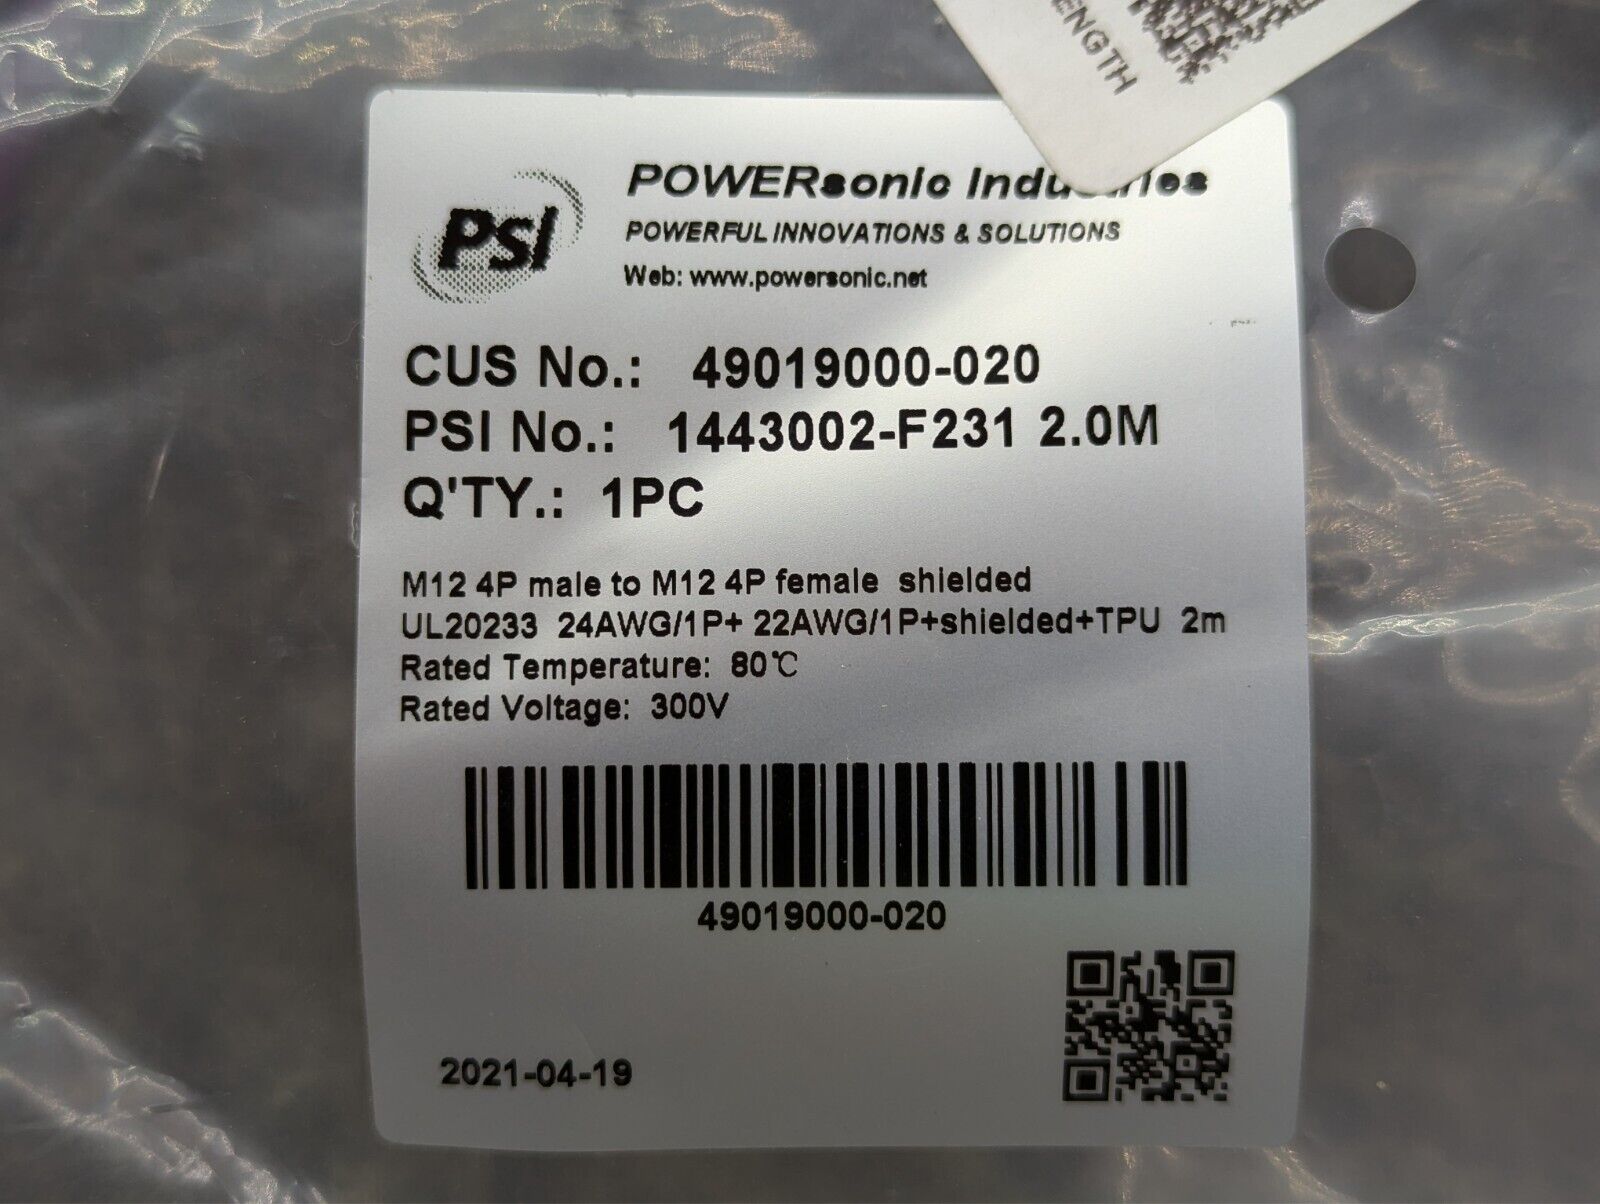 ENGTH
PSI
POWERsonic Industries
POWERFUL INNOVATIONS & SOLUTIONS
Web: www.powersonic.net
CUS No.: 49019000-020
PSI No.: 1443002-F231 2.0M
Q'TY.: 1PC
M12 4P male to M12 4P female shielded
UL20233 24AWG/1P+ 22AWG/1P+shielded+TPU 2m
Rated Temperature: 80℃
Rated Voltage: 300V
49019000-020
2021-04-19